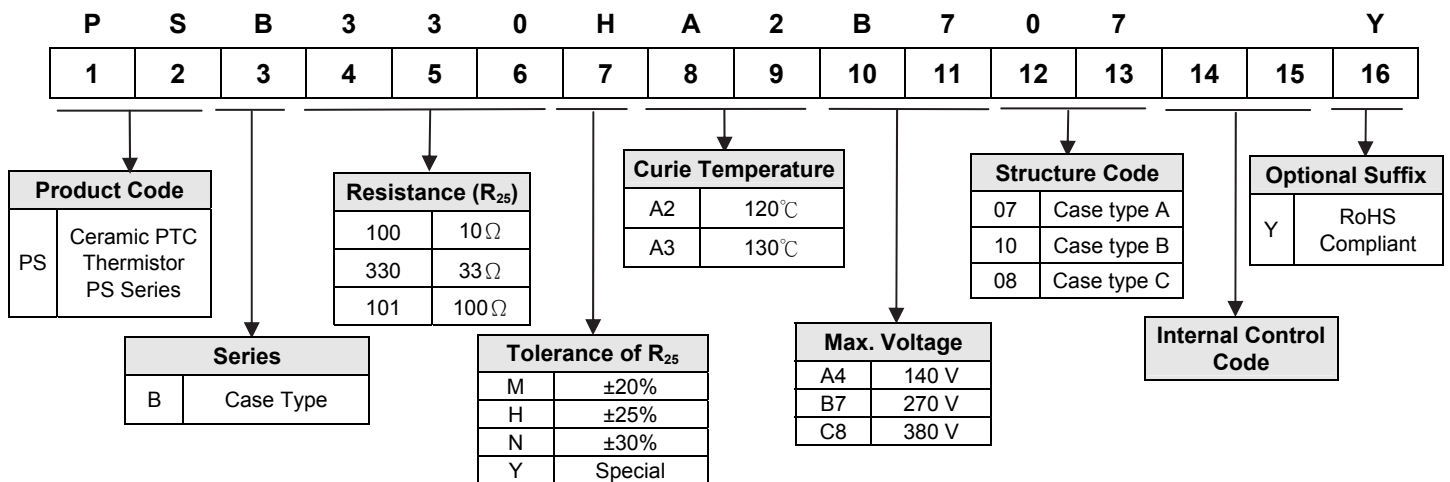 P S B 3 3 0 H A 2 B 7 0 7 Y
1 2 3 4 5 6 7 8 9 10 11 12 13 14 15 16
Product Code
PS Ceramic PTC
Thermistor
PS Series
Series
B Case Type
Resistance (R25)
100 10Ω
330 33Ω
101 100Ω
Tolerance of R25
M ±20%
H ±25%
N ±30%
Y Special
Curie Temperature
A2 120℃
A3 130℃
Max. Voltage
A4 140 V
B7 270 V
C8 380 V
Structure Code
07 Case type A
10 Case type B
08 Case type C
Internal Control
Code
Optional Suffix
Y RoHS
Compliant